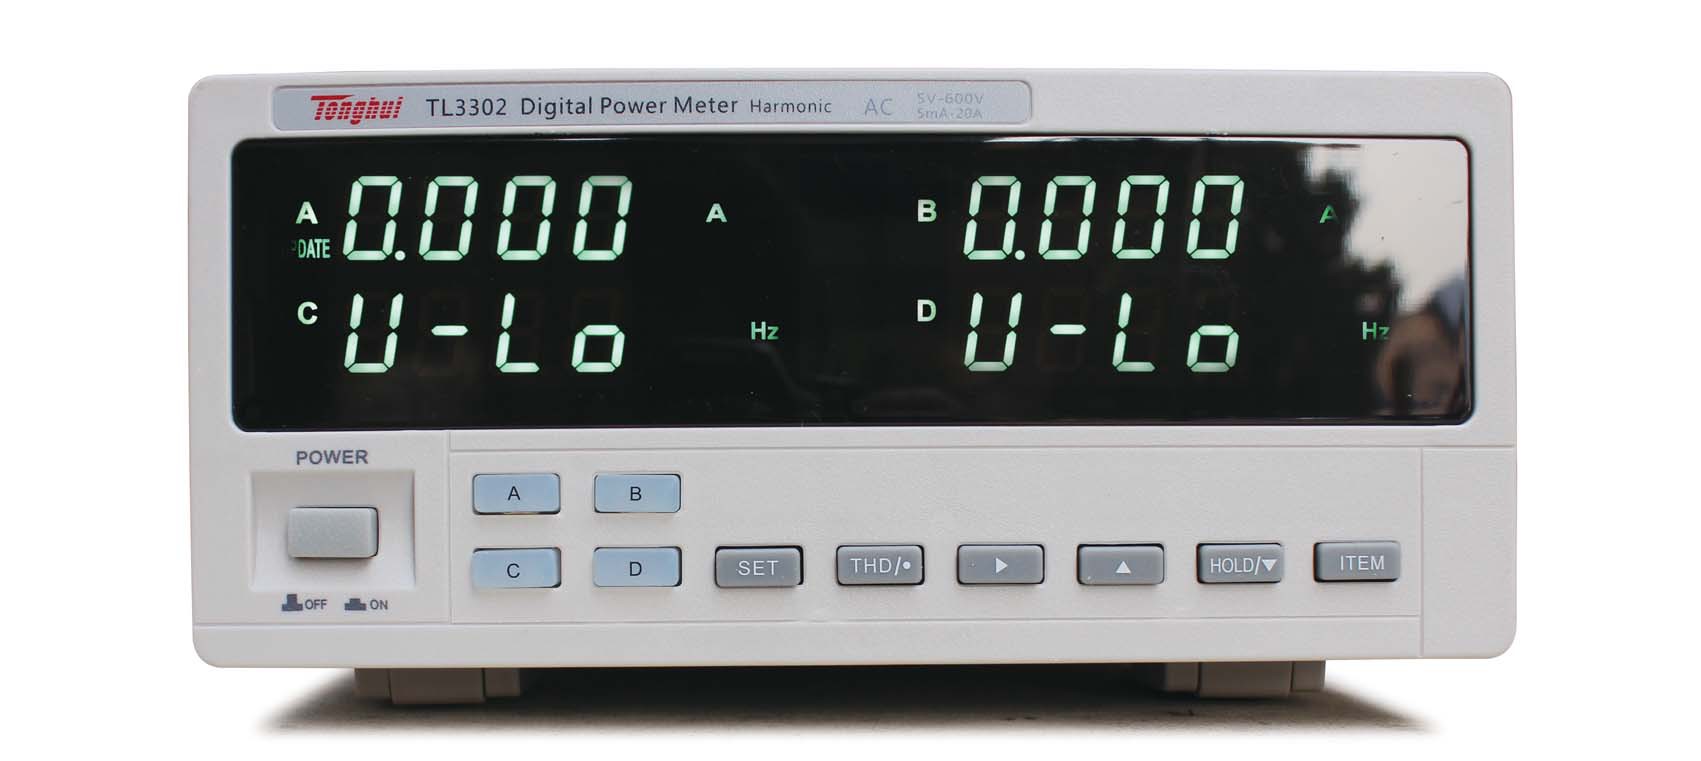 Tonghui TL3302 Digital Power Meter Harmonic AC 5V-600V
5mA-20A
A 0.000 A B 0.000 A
PDATE
C U-Lo Hz D U-Lo Hz
POWER
A B
C D SET THD/• ▶ ▲ HOLD/▼ ITEM
OFF ON